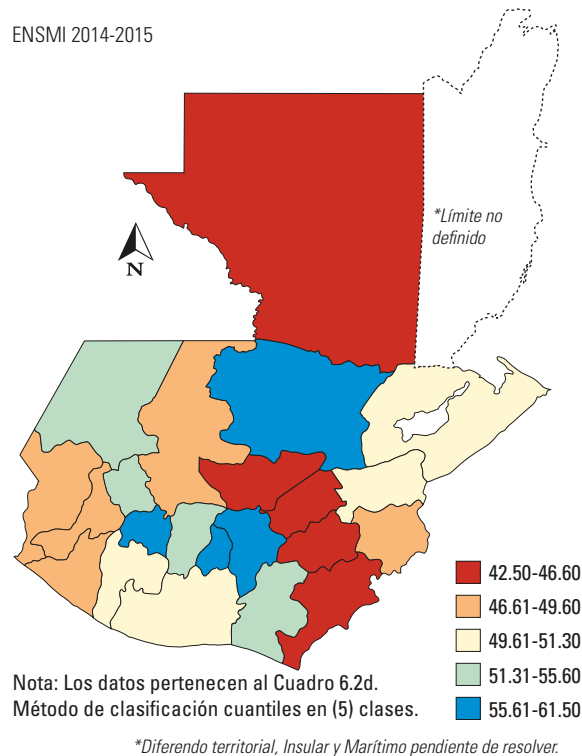 ENSMI 2014-2015
*Límite no
definido
N
42.50-46.60
46.61-49.60
49.61-51.30
51.31-55.60
55.61-61.50
Nota: Los datos pertenecen al Cuadro 6.2d.
Método de clasificación cuantiles en (5) clases.
*Diferendo territorial, Insular y Marítimo pendiente de resolver.